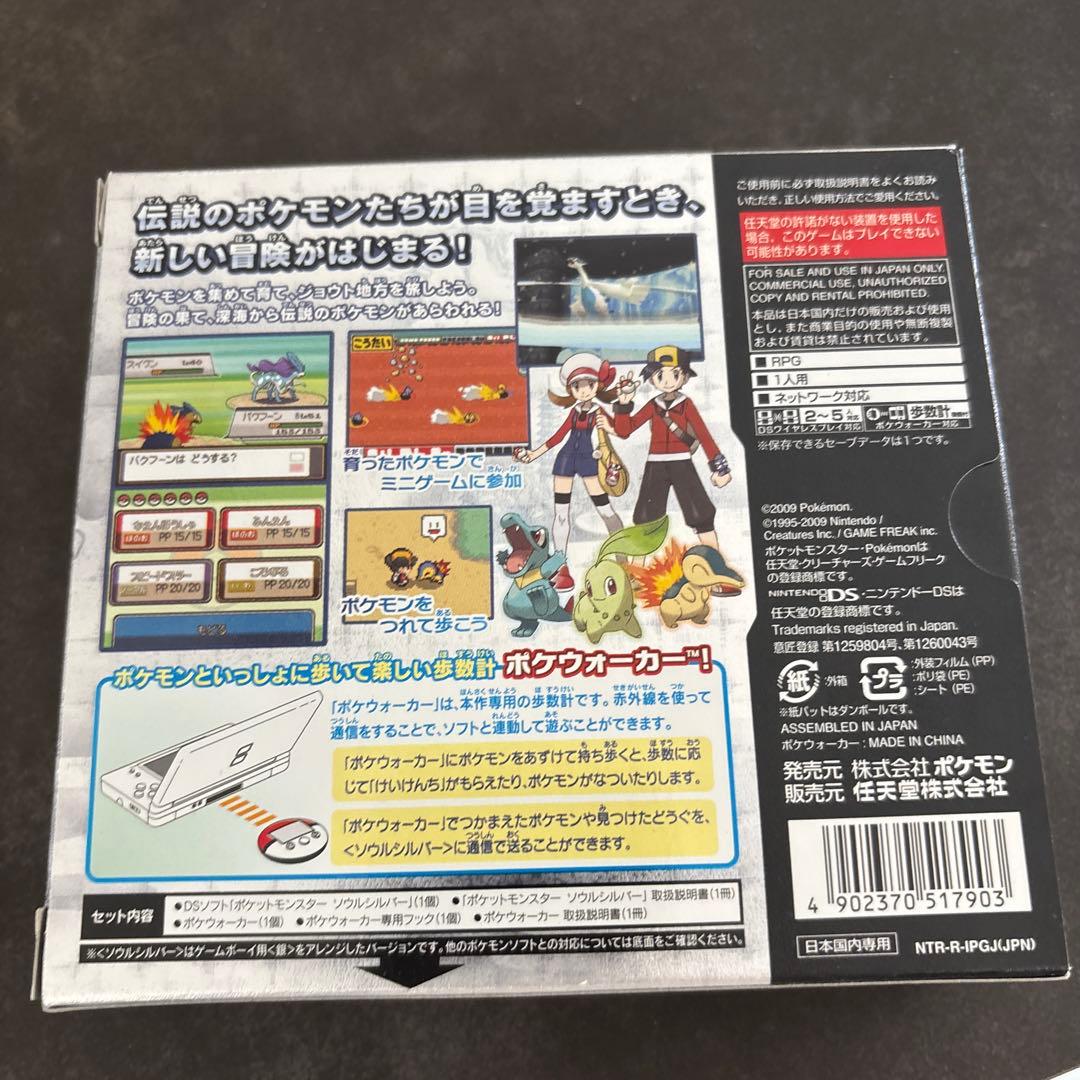 伝説のポケモンたちが目を覚ますとき、
新しい冒険がはじまる！
ポケモンを集めて育て、ジョウト地方を旅しよう。
冒険の果て、深海から伝説のポケモンがあらわれる！
スイクン Lv40
バクフーン ♂Lv51
153/153
バクフーンは どうする？
かえんほうしゃ
ほのお PP 15/15
ふんえん
ほのお PP 15/15
スピードスター
PP 20/20
PP 20/20
もどる
こうたい
育ったポケモンで
ミニゲームに参加
ポケモンを
つれて歩こう
ポケモンといっしょに歩いて楽しい歩数計 ポケウォーカー™！
「ポケウォーカー」は、本作専用の歩数計です。赤外線を使って
通信をすることで、ソフトと連動して遊ぶことができます。
「ポケウォーカー」にポケモンをあずけて持ち歩くと、歩数に応
じて「けいけんち」がもらえたり、ポケモンがなついたりします。
「ポケウォーカー」でつかまえたポケモンや見つけたどうぐを、
<ソウルシルバー>に通信で送ることができます。
セット内容
●DSソフト「ポケットモンスター ソウルシルバー」(1個) ●「ポケットモンスター ソウルシルバー」取扱説明書(1冊)
●ポケウォーカー(1個) ●ポケウォーカー専用フック(1個) ●ポケウォーカー 取扱説明書(1冊)
※<ソウルシルバー>はゲームボーイ用<銀>をアレンジしたバージョンです。他のポケモンソフトとの対応については底面をご確認ください。
ご使用前に必ず取扱説明書をよくお読み
いただき、正しい使用方法でご愛用ください。
任天堂の許諾がない装置を使用した
場合、このゲームはプレイできない
可能性があります。
FOR SALE AND USE IN JAPAN ONLY.
COMMERCIAL USE, UNAUTHORIZED
COPY AND RENTAL PROHIBITED.
本品は日本国内だけの販売および使用
とし、また商業目的の使用や無断複製
および賃貸は禁止されています。
■RPG
■1人用
■ネットワーク対応
2〜5人対応
DSワイヤレスプレイ対応
歩数計
ポケウォーカー対応
※保存できるセーブデータは1つです。
©2009 Pokémon.
©1995-2009 Nintendo /
Creatures Inc. / GAME FREAK inc.
ポケットモンスター・Pokémonは
任天堂・クリーチャーズ・ゲームフリーク
の登録商標です。
NINTENDO DS・ニンテンドーDSは
任天堂の登録商標です。
Trademarks registered in Japan.
意匠登録 第1259804号、第1260043号
紙 :外箱
プラ :外装フィルム (PP)
:ポリ袋(PE)
:シート (PE)
※紙パットはダンボールです。
ASSEMBLED IN JAPAN
ポケウォーカー : MADE IN CHINA
発売元 株式会社ポケモン
販売元 任天堂株式会社
4 902370 517903
日本国内専用
NTR-R-IPGJ(JPN)